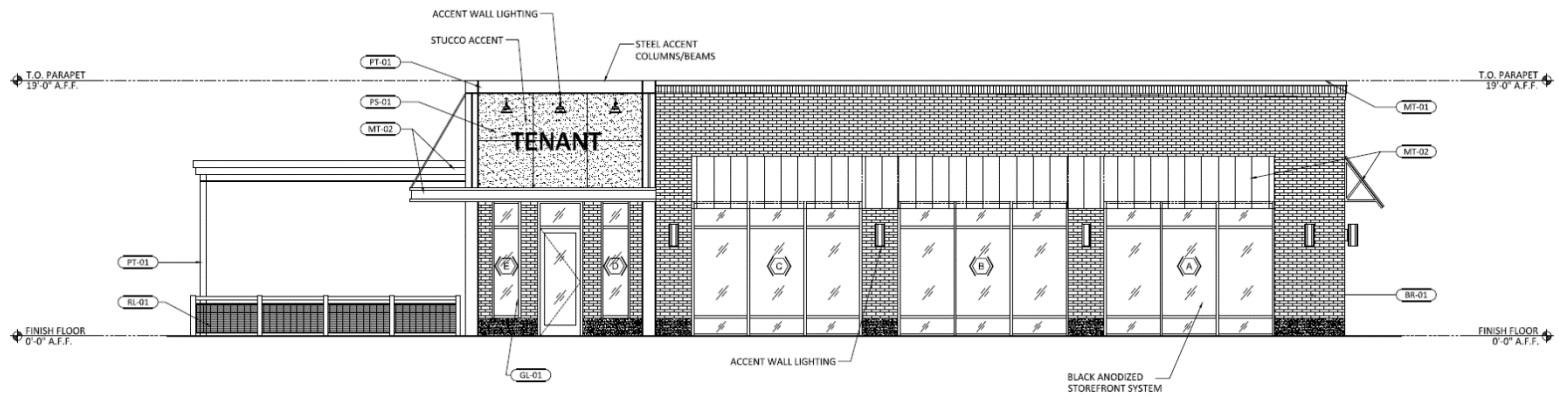 ACCENT WALL LIGHTING
STUCCO ACCENT
STEEL ACCENT
COLUMNS/BEAMS
PT-01
T.O. PARAPET
19'-0" A.F.F.
T.O. PARAPET
19'-0" A.F.F.
PS-01
MT-01
MT-02
TENANT
MT-02
PT-01
E
D
C
B
A
RL-01
BR-01
FINISH FLOOR
0'-0" A.F.F.
FINISH FLOOR
0'-0" A.F.F.
ACCENT WALL LIGHTING
GL-01
BLACK ANODIZED
STOREFRONT SYSTEM